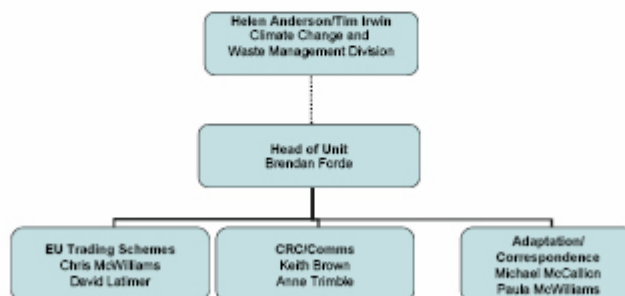 Helen Anderson/Tim Irwin
Climate Change and
Waste Management Division
Head of Unit
Brendan Forde
EU Trading Schemes
Chris McWilliams
David Latimer
CRC/Comms
Keith Brown
Anne Trimble
Adaptation/
Correspondence
Michael McCallion
Paula McWilliams